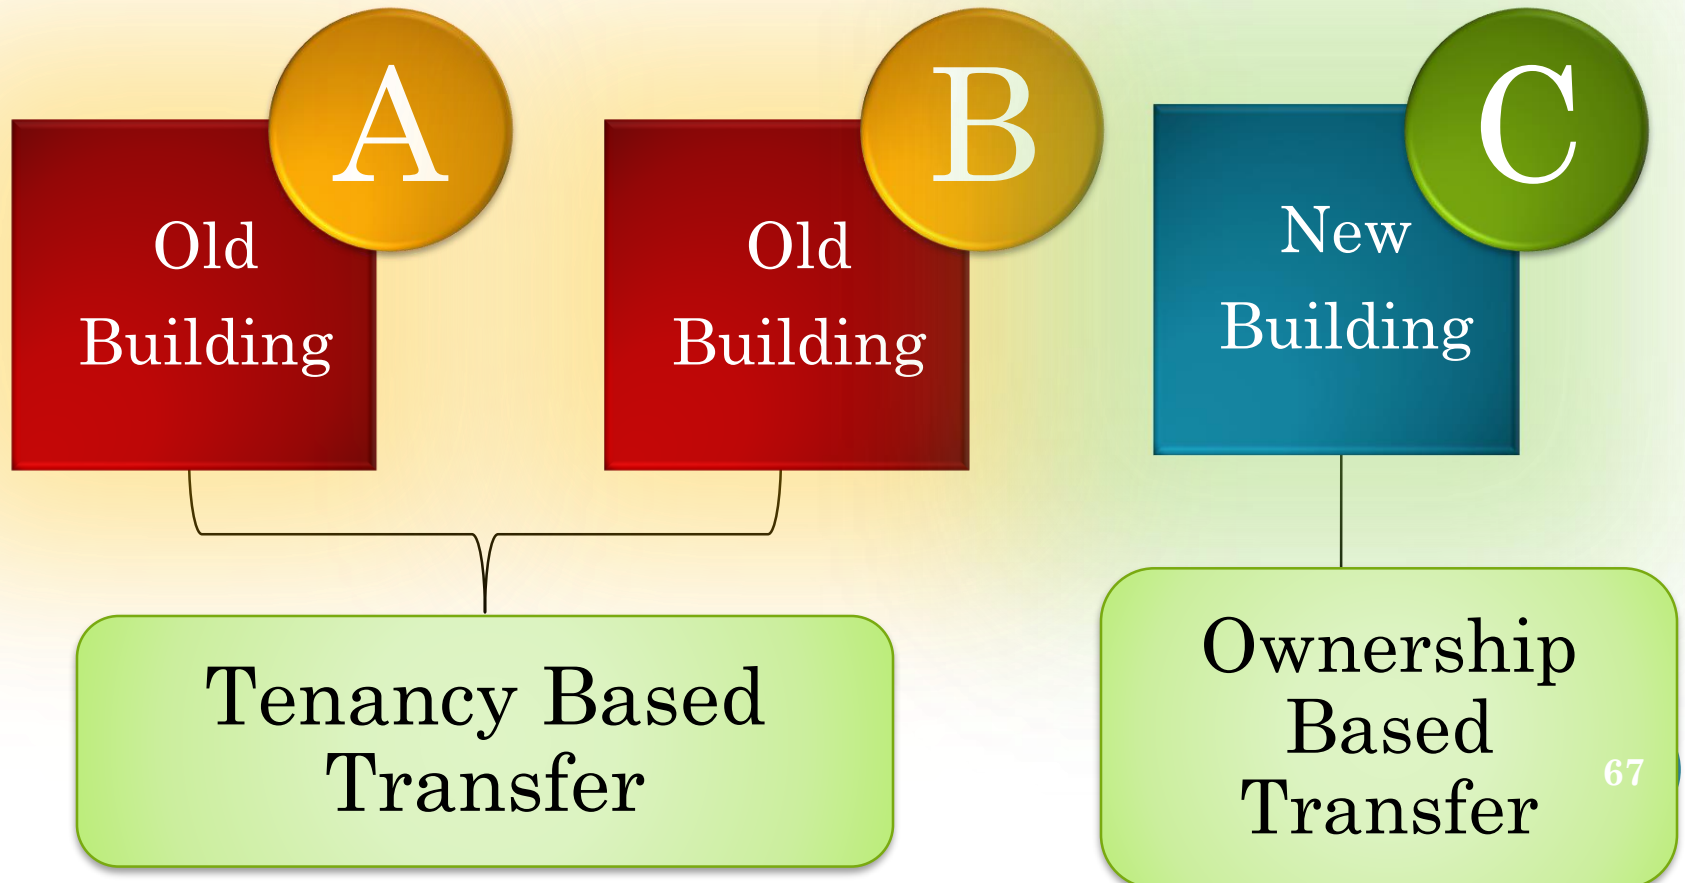 A
Old
Building
B
Old
Building
C
New
Building
Tenancy Based
Transfer
Ownership
Based
Transfer
67